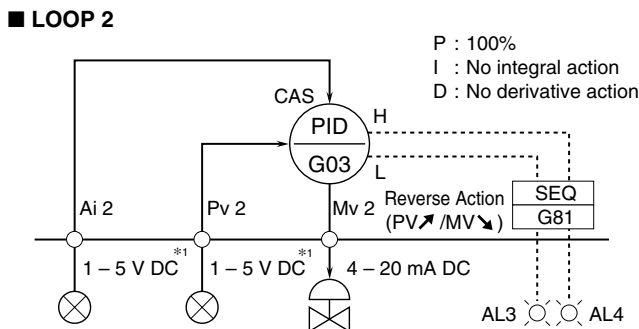 ■ LOOP 2
P : 100%
I : No integral action
D : No derivative action
CAS
H
PID
G03
L
SEQ
G81
Ai 2
Pv 2
Mv 2
Reverse Action
(PV↗ /MV↘ )
1 – 5 V DC*1
1 – 5 V DC*1
4 – 20 mA DC
AL3
AL4